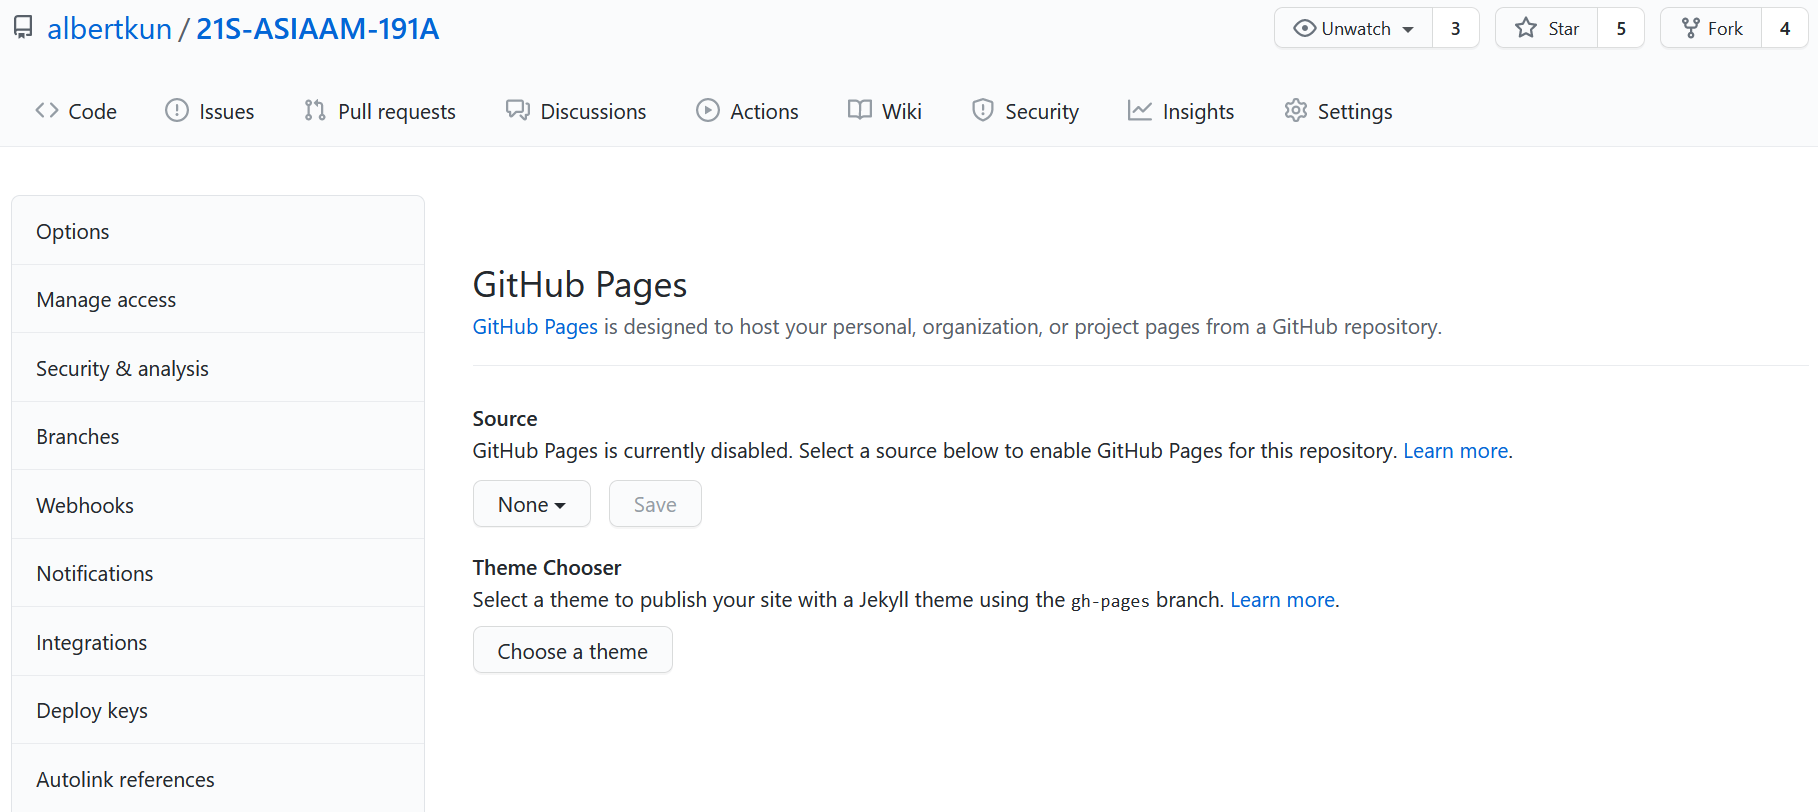 albertkun / 21S-ASIAAM-191A
Unwatch 3 Star 5 Fork 4
Code Issues Pull requests Discussions Actions Wiki Security Insights Settings
Options
Manage access
Security & analysis
Branches
Webhooks
Notifications
Integrations
Deploy keys
Autolink references
GitHub Pages
GitHub Pages is designed to host your personal, organization, or project pages from a GitHub repository.
Source
GitHub Pages is currently disabled. Select a source below to enable GitHub Pages for this repository. Learn more.
None Save
Theme Chooser
Select a theme to publish your site with a Jekyll theme using the gh-pages branch. Learn more.
Choose a theme